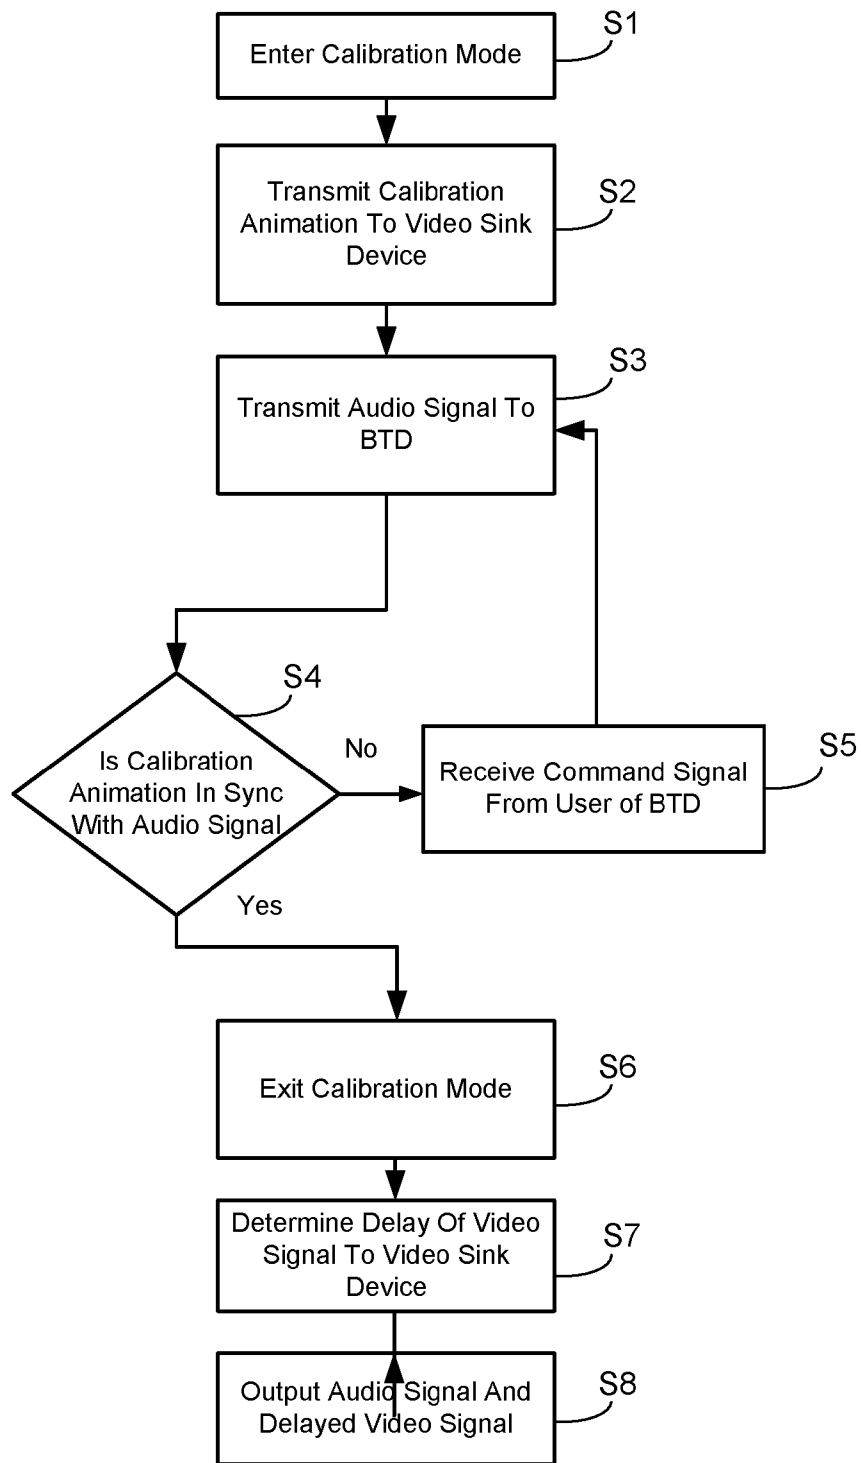 Enter Calibration Mode
S1
Transmit Calibration
Animation To Video Sink
Device
S2
Transmit Audio Signal To
BTD
S3
Is Calibration
Animation In Sync
With Audio Signal
S4
No
Receive Command Signal
From User of BTD
S5
Yes
Exit Calibration Mode
S6
Determine Delay Of Video
Signal To Video Sink
Device
S7
Output Audio Signal And
Delayed Video Signal
S8